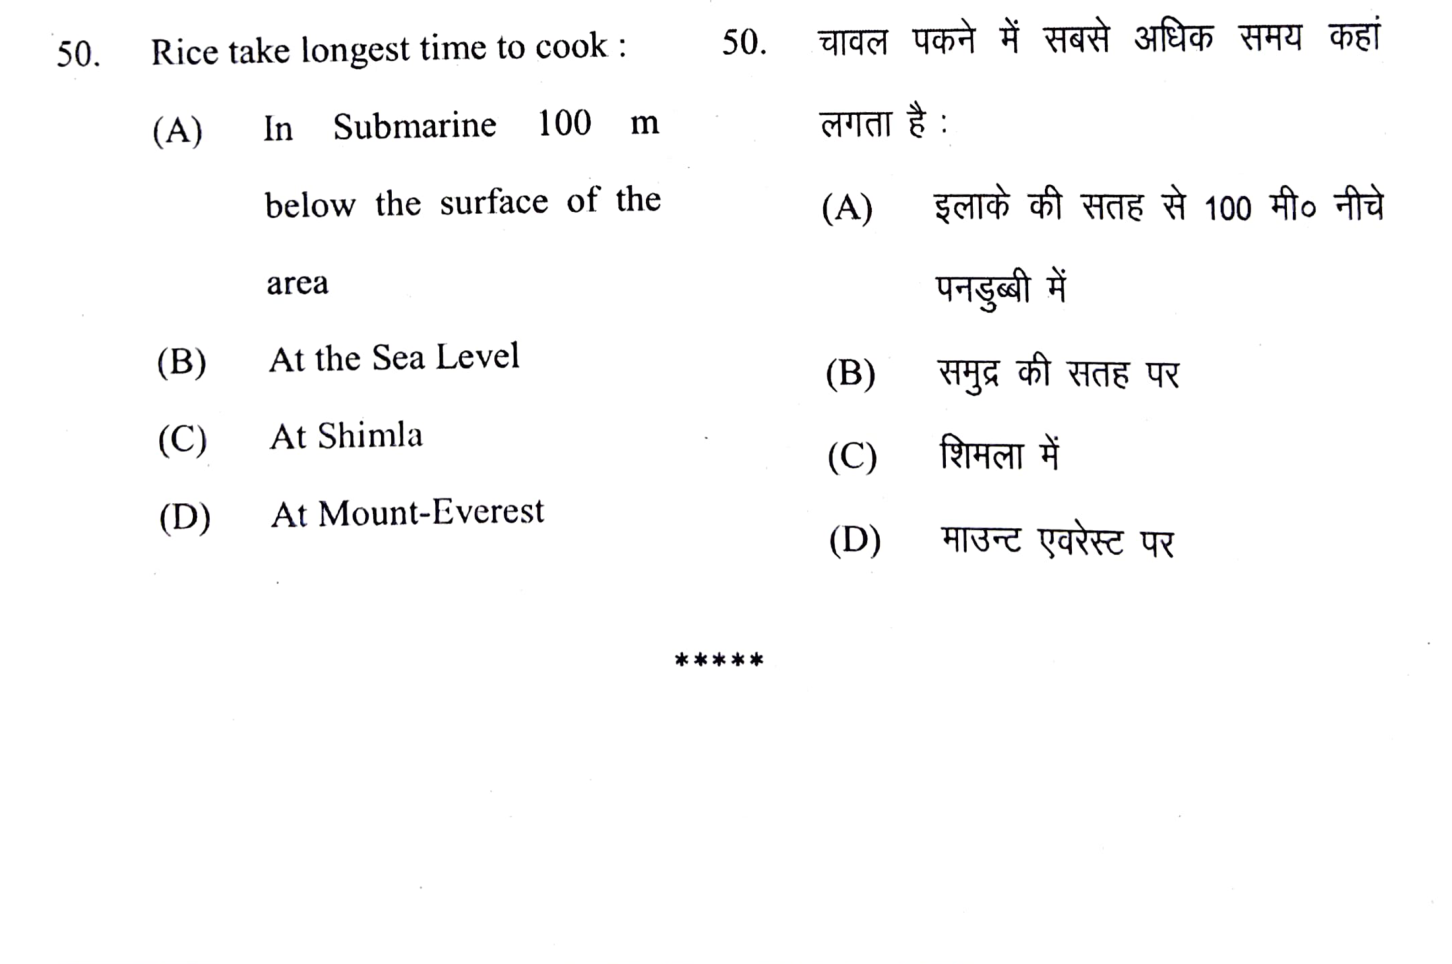 50. Rice take longest time to cook :
(A) In Submarine 100 m
below the surface of the
area
(B) At the Sea Level
(C) At Shimla
(D) At Mount-Everest
50. चावल पकने में सबसे अधिक समय कहां
लगता है :
(A) इलाके की सतह से 100 मी० नीचे
पनडुब्बी में
(B) समुद्र की सतह पर
(C) शिमला में
(D) माउन्ट एवरेस्ट पर
*****